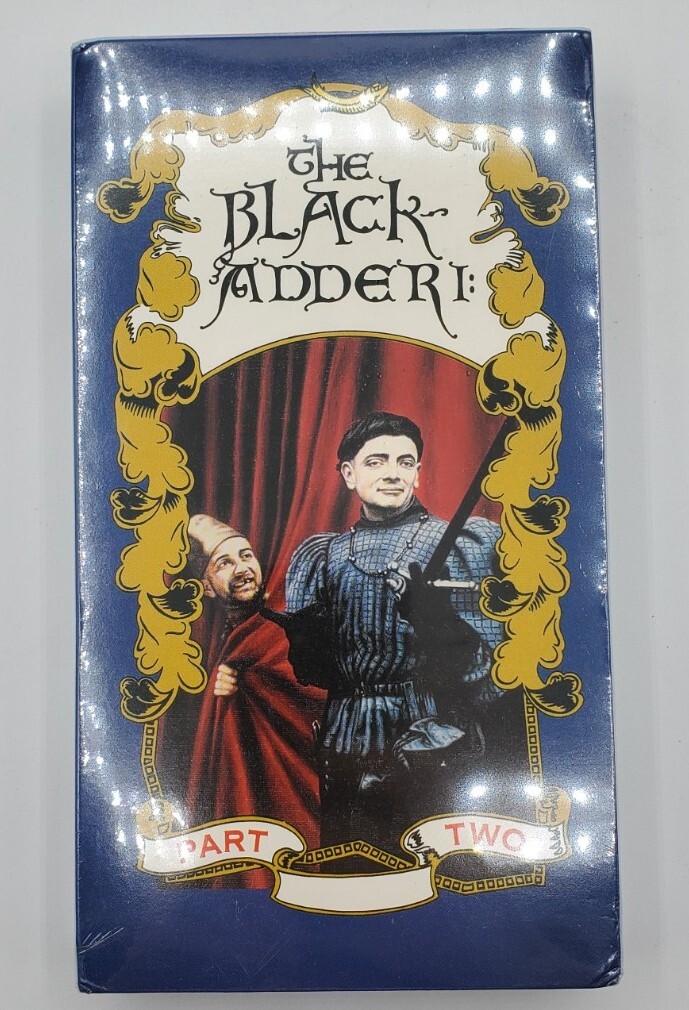 THE
BLACK-
ADDER I:
PART TWO